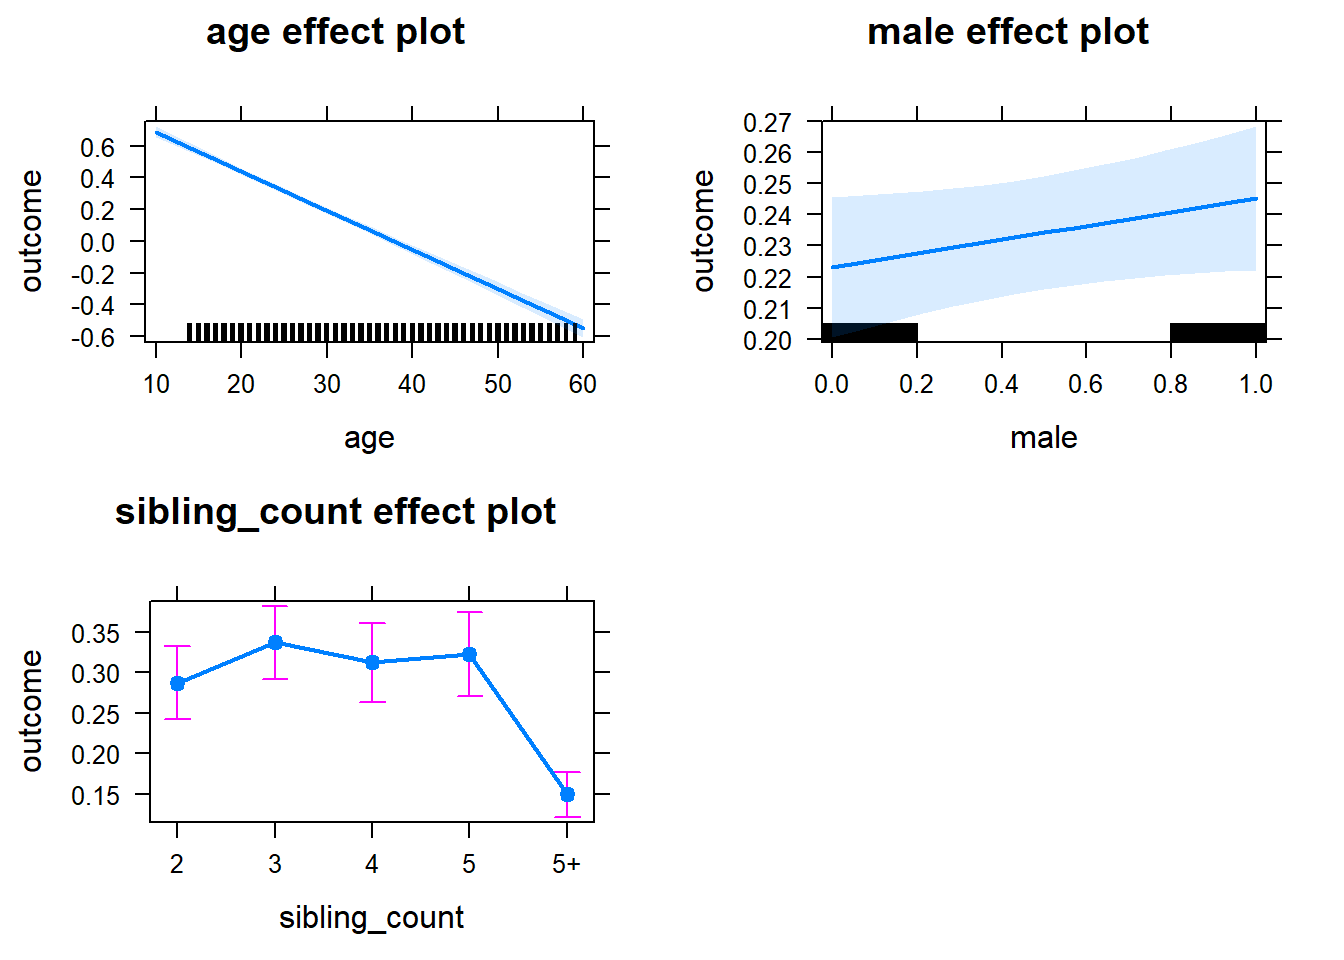 age effect plot
outcome
0.6
0.4
0.2
0.0
-0.2
-0.4
-0.6
10 20 30 40 50 60
age
male effect plot
outcome
0.27
0.26
0.25
0.24
0.23
0.22
0.21
0.20
0.0 0.2 0.4 0.6 0.8 1.0
male
sibling_count effect plot
outcome
0.35
0.30
0.25
0.20
0.15
2 3 4 5 5+
sibling_count